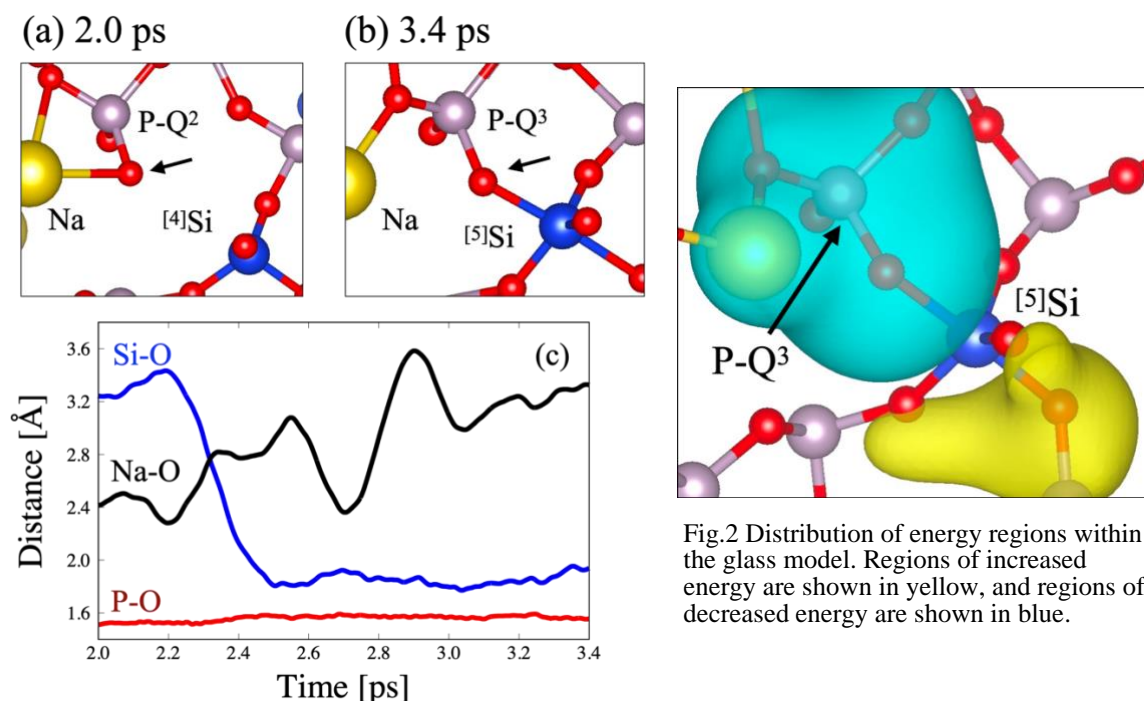 (a) 2.0 ps
(b) 3.4 ps
P-Q²
Na
[4]Si
P-Q³
Na
[5]Si
(c)
Si-O
Na-O
P-O
3.6
3.2
2.8
2.4
2.0
1.6
Distance [Å]
2.0 2.2 2.4 2.6 2.8 3.0 3.2 3.4
Time [ps]
[5]Si
P-Q³
Fig.2 Distribution of energy regions within
the glass model. Regions of increased
energy are shown in yellow, and regions of
decreased energy are shown in blue.